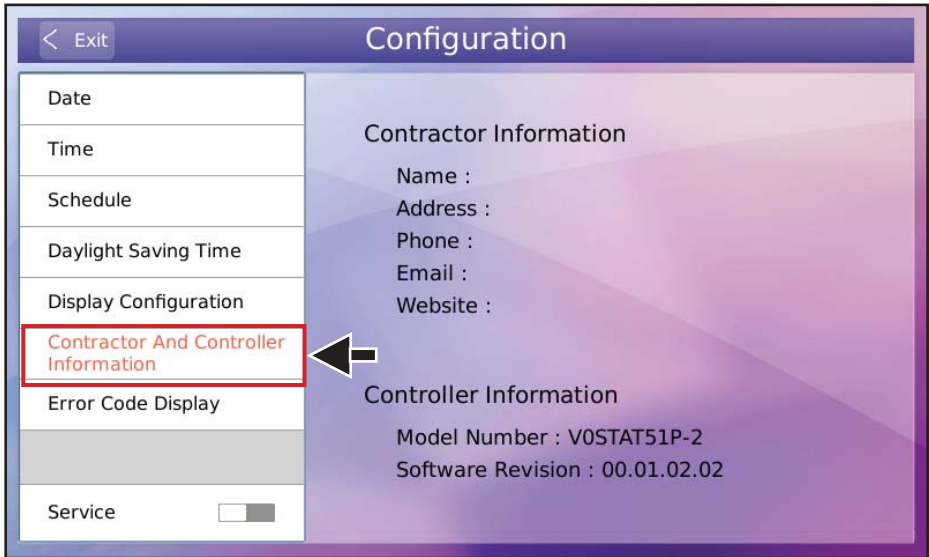 Exit
Configuration
Date
Time
Schedule
Daylight Saving Time
Display Configuration
Contractor And Controller
Information
Error Code Display
Service
Contractor Information
Name :
Address :
Phone :
Email :
Website :
Controller Information
Model Number : V0STAT51P-2
Software Revision : 00.01.02.02